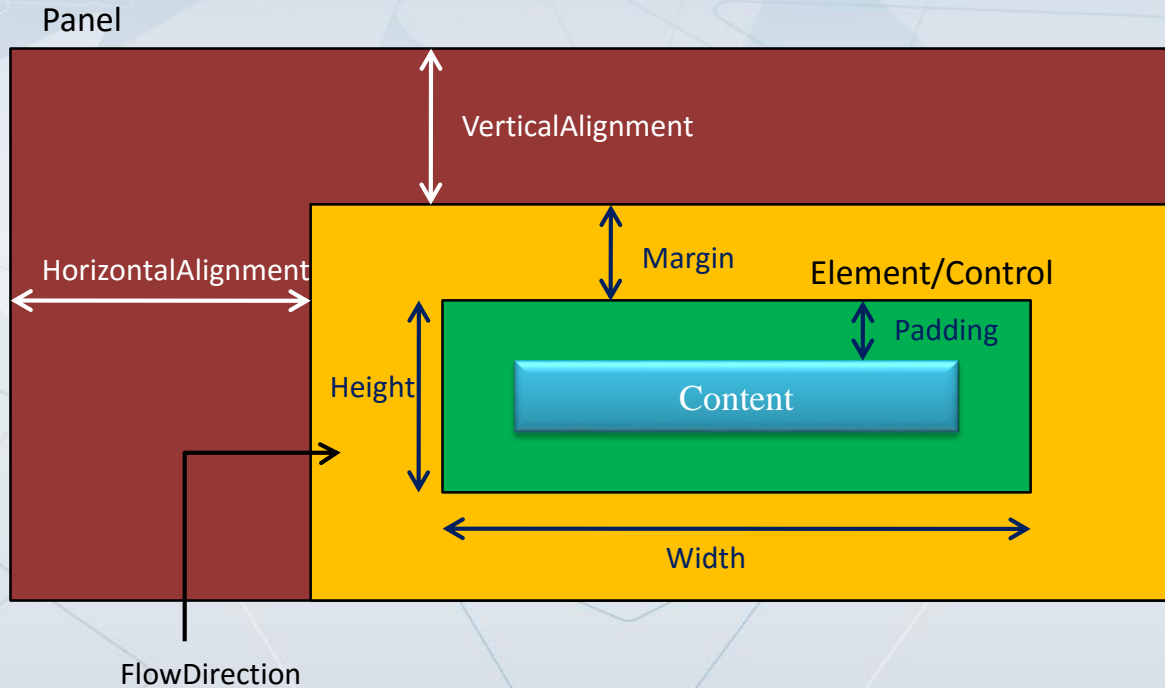 Panel
VerticalAlignment
HorizontalAlignment
Margin
Element/Control
Padding
Height
Content
Width
FlowDirection